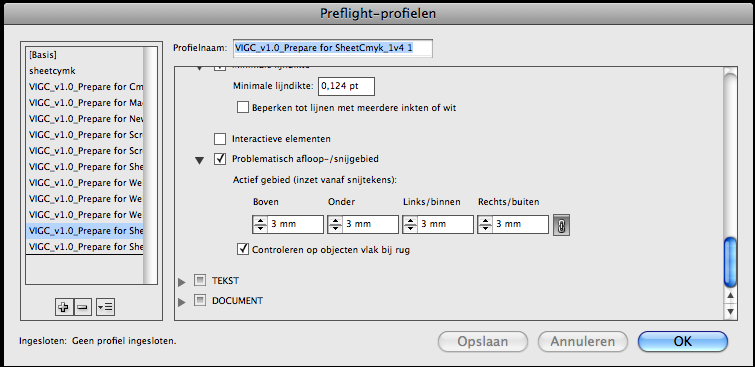 Preflight-profielen
Profielnaam: VIGC_v1.0_Prepare for SheetCmyk_1v4 1
[Basis]
sheetcymk
VIGC_v1.0_Prepare for Cm
VIGC_v1.0_Prepare for Ma
VIGC_v1.0_Prepare for Nev
VIGC_v1.0_Prepare for Scr
VIGC_v1.0_Prepare for Scr
VIGC_v1.0_Prepare for She
VIGC_v1.0_Prepare for We
VIGC_v1.0_Prepare for We
VIGC_v1.0_Prepare for We
VIGC_v1.0_Prepare for She
VIGC_v1.0_Prepare for She
Minimale lijndikte
Minimale lijndikte: 0,124 pt
Beperken tot lijnen met meerdere inkten of wit
Interactieve elementen
Problematisch afloop-/snijgebied
Actief gebied (inzet vanaf snijtekens):
Boven Onder Links/binnen Rechts/buiten
3 mm 3 mm 3 mm 3 mm
Controleren op objecten vlak bij rug
TEKST
DOCUMENT
Ingesloten: Geen profiel ingesloten.
Opslaan Annuleren OK